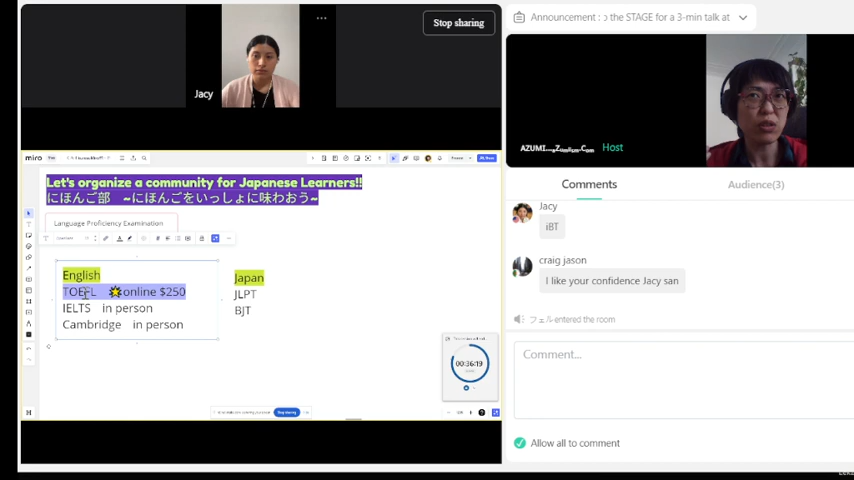 Stop sharing
Jacy
Announcement : ɔ the STAGE for a 3-min talk at
AZUMI
Host
miro
Let's organize a community for Japanese Learners!!
にほんご部 ~にほんごをいっしょに味わおう~
Language Proficiency Examination
English
TOEFL 💥online $250
IELTS in person
Cambridge in person
Japan
JLPT
BJT
00:36:19
Stop sharing
Comments
Audience(3)
Jacy
iBT
craig jason
I like your confidence Jacy san
フェル entered the room
Comment...
Allow all to comment